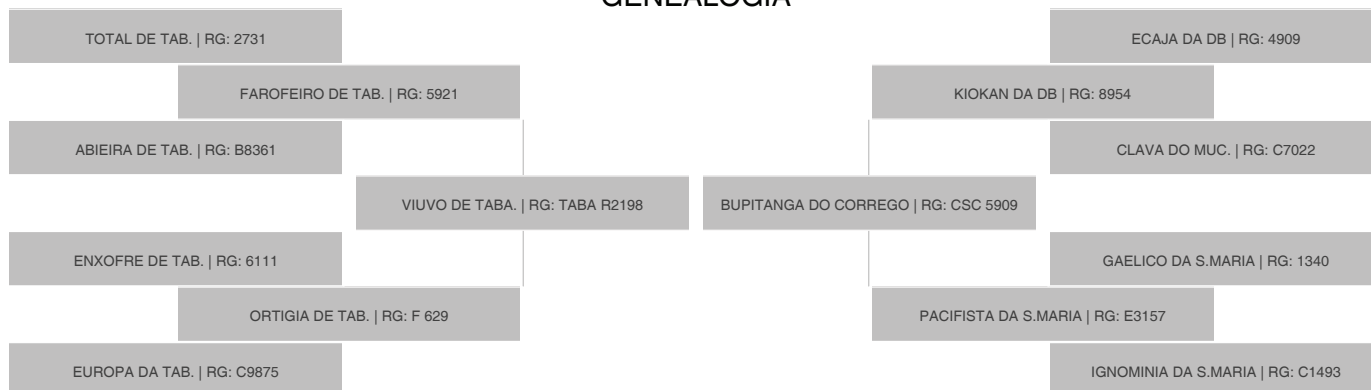 GENEALOGIA
TOTAL DE TAB. | RG: 2731
ECAJA DA DB | RG: 4909
FAROFEIRO DE TAB. | RG: 5921
KIOKAN DA DB | RG: 8954
ABIEIRA DE TAB. | RG: B8361
CLAVA DO MUC. | RG: C7022
VIUVO DE TABA. | RG: TABA R2198
BUPITANGA DO CORREGO | RG: CSC 5909
ENXOFRE DE TAB. | RG: 6111
GAELICO DA S.MARIA | RG: 1340
ORTIGIA DE TAB. | RG: F 629
PACIFISTA DA S.MARIA | RG: E3157
EUROPA DA TAB. | RG: C9875
IGNOMINIA DA S.MARIA | RG: C1493